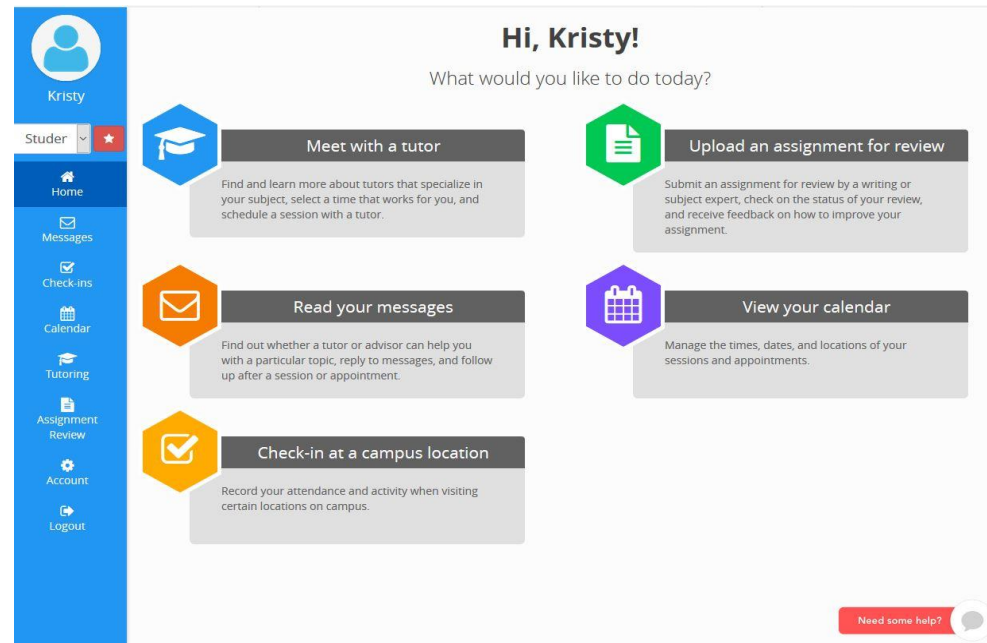 Kristy
Studer
Home
Messages
Check-ins
Calendar
Tutoring
Assignment
Review
Account
Logout
Hi, Kristy!
What would you like to do today?
Meet with a tutor
Find and learn more about tutors that specialize in
your subject, select a time that works for you, and
schedule a session with a tutor.
Upload an assignment for review
Submit an assignment for review by a writing or
subject expert, check on the status of your review,
and receive feedback on how to improve your
assignment.
Read your messages
Find out whether a tutor or advisor can help you
with a particular topic, reply to messages, and follow
up after a session or appointment.
View your calendar
Manage the times, dates, and locations of your
sessions and appointments.
Check-in at a campus location
Record your attendance and activity when visiting
certain locations on campus.
Need some help?